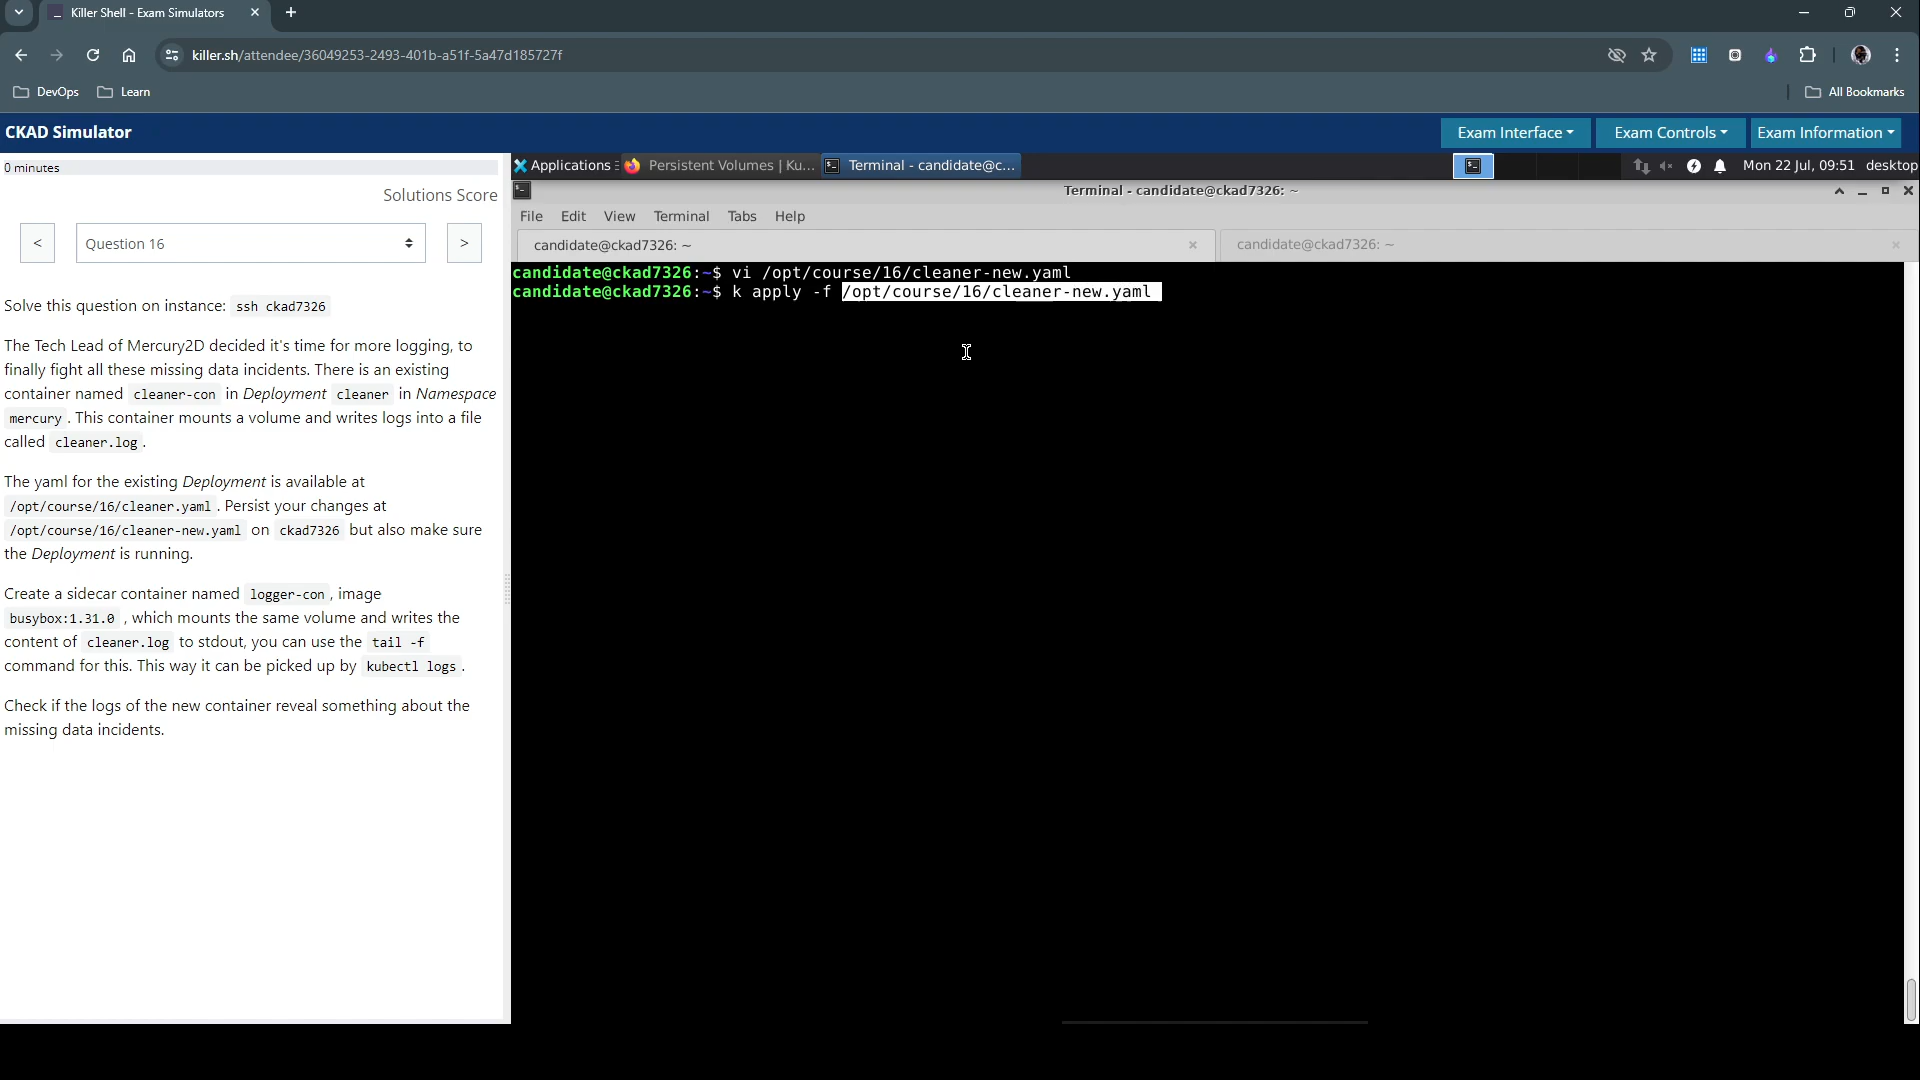 Killer Shell - Exam Simulators
killer.sh/attendee/36049253-2493-401b-a51f-5a47d185727f
DevOps Learn All Bookmarks
CKAD Simulator Exam Interface Exam Controls Exam Information
0 minutes
Applications Persistent Volumes | Ku... Terminal - candidate@c... Mon 22 Jul, 09:51 desktop
Solutions Score
< Question 16 >
Solve this question on instance: ssh ckad7326
The Tech Lead of Mercury2D decided it's time for more logging, to
finally fight all these missing data incidents. There is an existing
container named cleaner-con in Deployment cleaner in Namespace
mercury . This container mounts a volume and writes logs into a file
called cleaner.log .
The yaml for the existing Deployment is available at
/opt/course/16/cleaner.yaml . Persist your changes at
/opt/course/16/cleaner-new.yaml on ckad7326 but also make sure
the Deployment is running.
Create a sidecar container named logger-con , image
busybox:1.31.0 , which mounts the same volume and writes the
content of cleaner.log to stdout, you can use the tail -f
command for this. This way it can be picked up by kubectl logs .
Check if the logs of the new container reveal something about the
missing data incidents.
Terminal - candidate@ckad7326: ~
File Edit View Terminal Tabs Help
candidate@ckad7326: ~ candidate@ckad7326: ~
candidate@ckad7326:~$ vi /opt/course/16/cleaner-new.yaml
candidate@ckad7326:~$ k apply -f /opt/course/16/cleaner-new.yaml